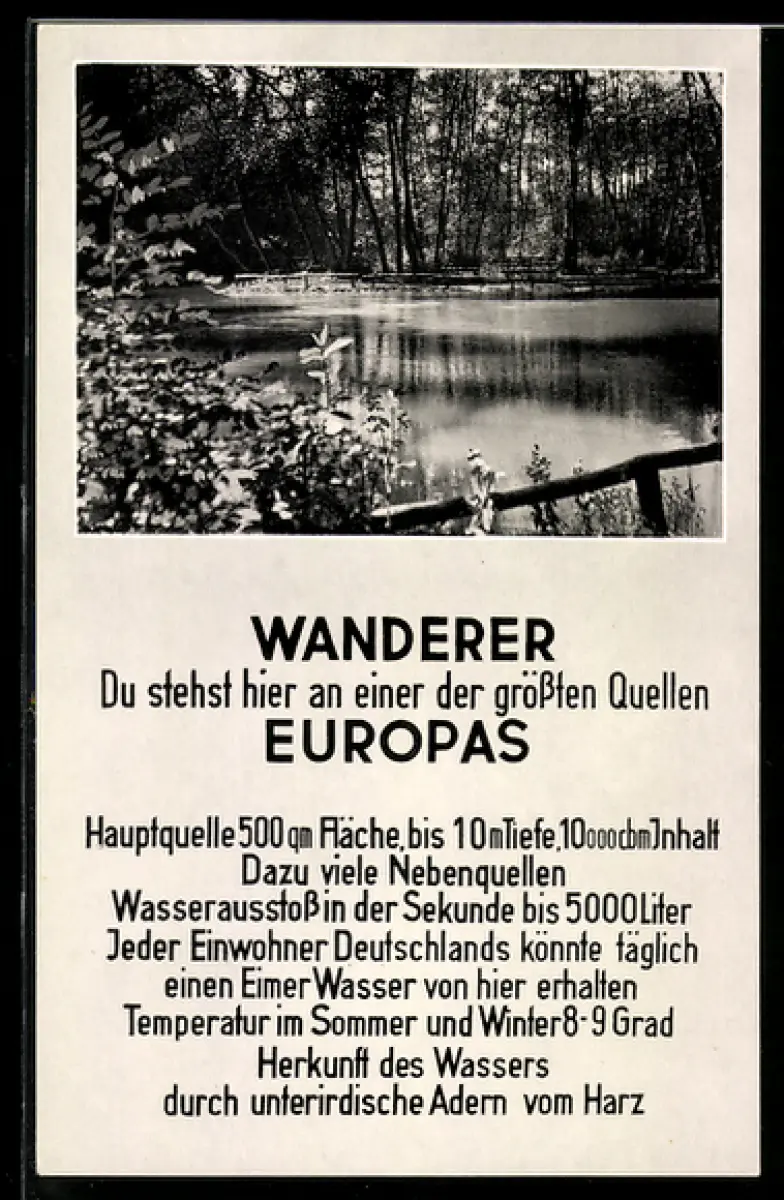 WANDERER
Du stehst hier an einer der größten Quellen
EUROPAS
Hauptquelle 500 qm Fläche, bis 10 m Tiefe, 10000 cbm Jnhalt
Dazu viele Nebenquellen
Wasserausstoß in der Sekunde bis 5000 Liter
Jeder Einwohner Deutschlands könnte täglich
einen Eimer Wasser von hier erhalten
Temperatur im Sommer und Winter 8-9 Grad
Herkunft des Wassers
durch unterirdische Adern vom Harz